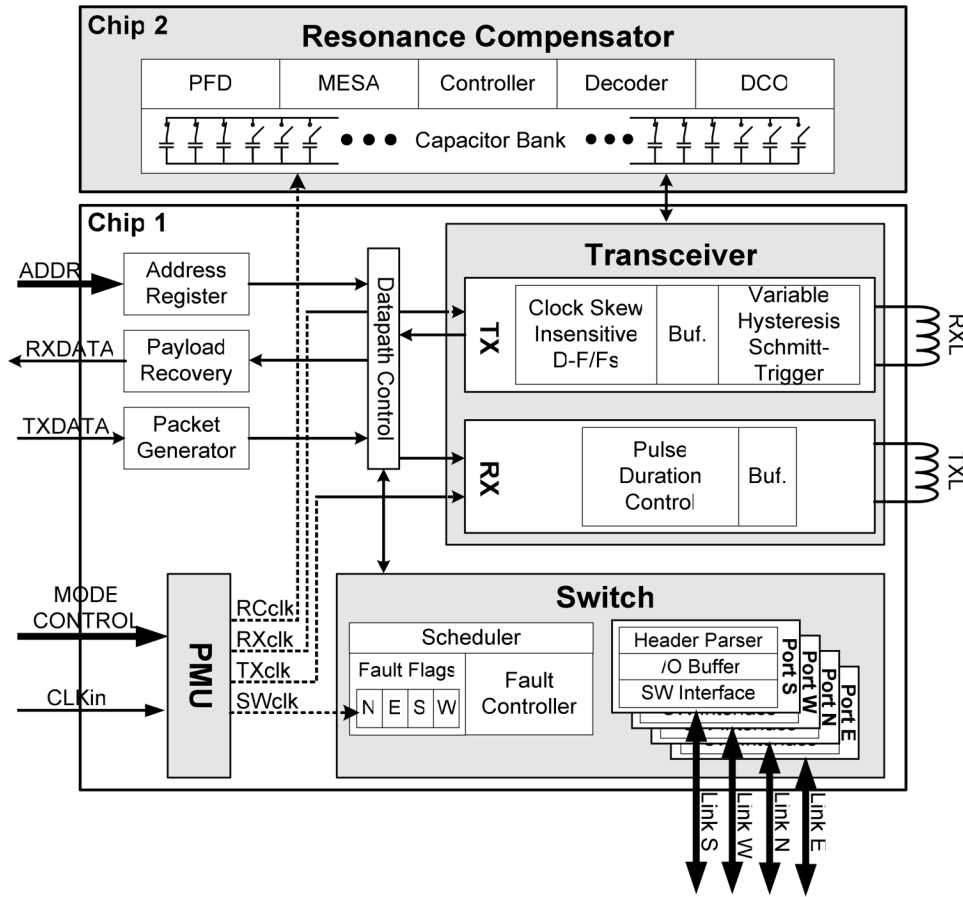 Chip 2
Resonance Compensator
PFD
MESA
Controller
Decoder
DCO
Capacitor Bank
Chip 1
ADDR
Address
Register
RXDATA
Payload
Recovery
TXDATA
Packet
Generator
Datapath Control
Transceiver
TX
Clock Skew
Insensitive
D-F/Fs
Buf.
Variable
Hysteresis
Schmitt-
Trigger
RXL
RX
Pulse
Duration
Control
Buf.
TXL
MODE
CONTROL
CLKin
PMU
RCclk
RXclk
TXclk
SWclk
Switch
Scheduler
Fault Flags
N E S W
Fault
Controller
Header Parser
I/O Buffer
SW Interface
Port S
Port W
Port N
Port E
Link S
Link W
Link N
Link E